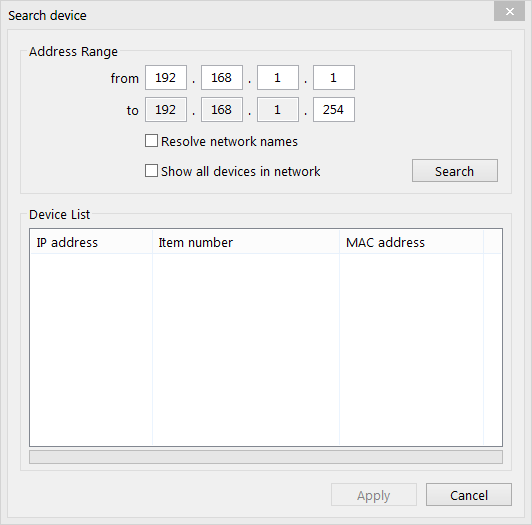 Search device
Address Range
from 192 . 168 . 1 . 1
to 192 . 168 . 1 . 254
Resolve network names
Show all devices in network
Search
Device List
IP address Item number MAC address
Apply Cancel